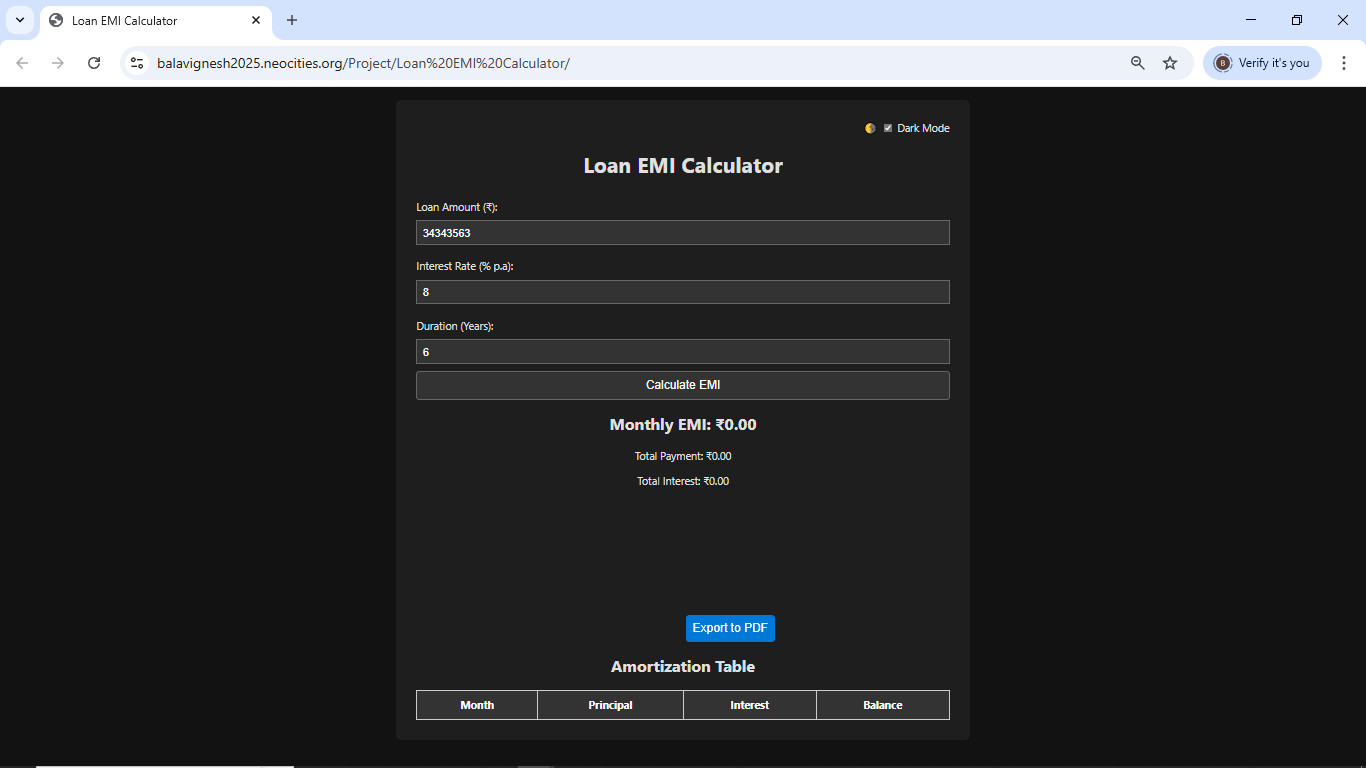 Loan EMI Calculator
balavignesh2025.neocities.org/Project/Loan%20EMI%20Calculator/
B Verify it's you
Dark Mode
Loan EMI Calculator
Loan Amount (₹):
34343563
Interest Rate (% p.a):
8
Duration (Years):
6
Calculate EMI
Monthly EMI: ₹0.00
Total Payment: ₹0.00
Total Interest: ₹0.00
Export to PDF
Amortization Table
Month Principal Interest Balance